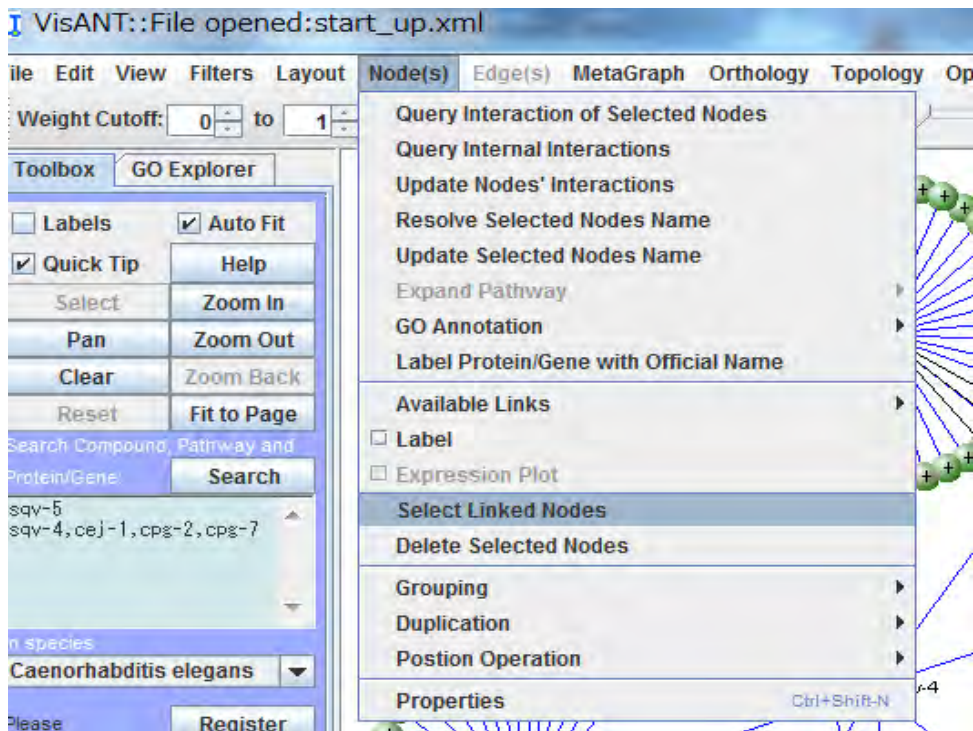 VisANT::File opened:start_up.xml
ile Edit View Filters Layout Node(s) Edge(s) MetaGraph Orthology Topology Op
Weight Cutoff: 0 to 1
Toolbox GO Explorer
Labels Auto Fit
Quick Tip Help
Select Zoom In
Pan Zoom Out
Clear Zoom Back
Reset Fit to Page
Search Compound, Pathway and
Protein/Gene Search
sqv-5
sqv-4,cej-1,cpg-2,cpg-7
n species
Caenorhabditis elegans
Please Register
Query Interaction of Selected Nodes
Query Internal Interactions
Update Nodes' Interactions
Resolve Selected Nodes Name
Update Selected Nodes Name
Expand Pathway
GO Annotation
Label Protein/Gene with Official Name
Available Links
Label
Expression Plot
Select Linked Nodes
Delete Selected Nodes
Grouping
Duplication
Postion Operation
Properties Ctrl+Shift-N
-4